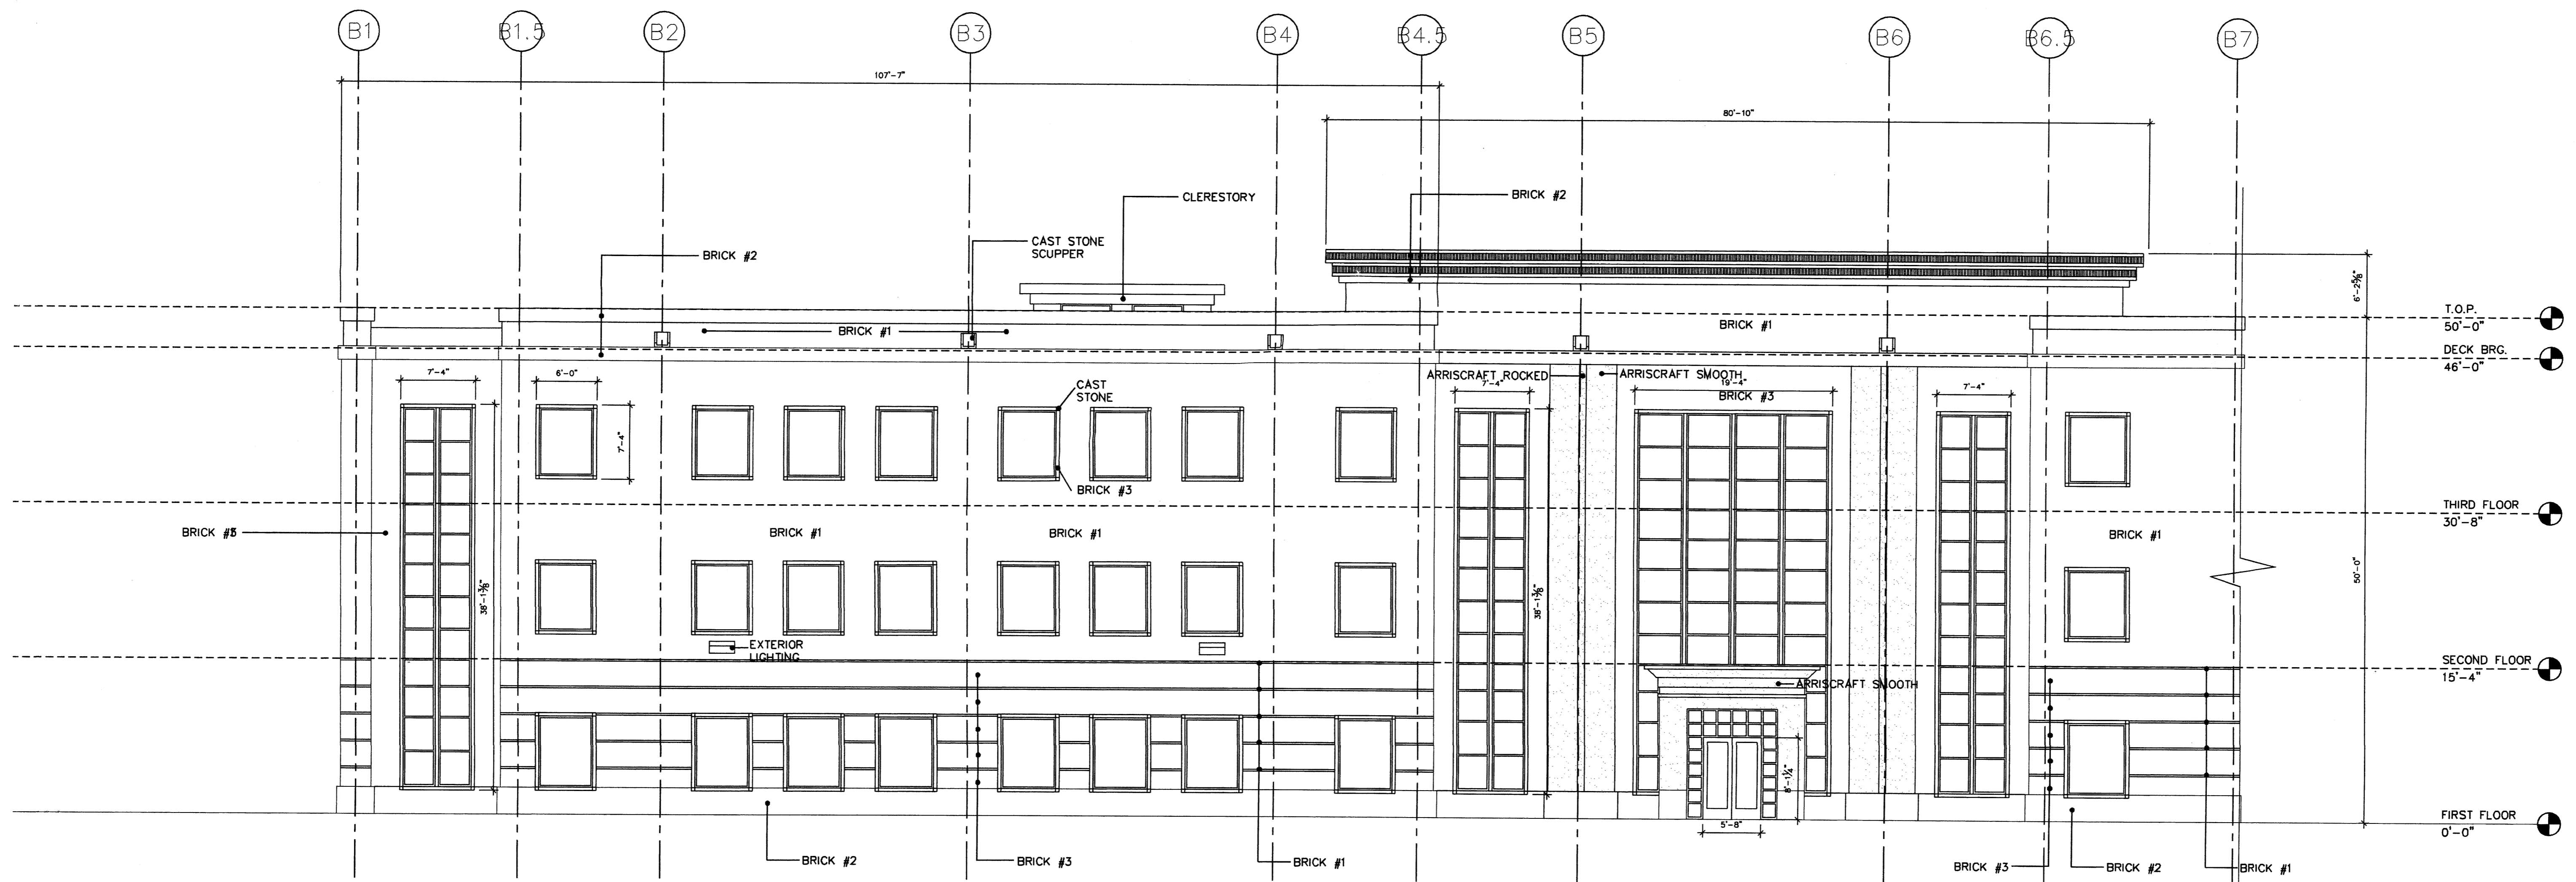 B1
B1.5
B2
B3
B4
B4.5
B5
B6
B6.5
B7
107'-7"
80'-10"
CLERESTORY
BRICK #2
CAST STONE
SCUPPER
BRICK #2
6'-2⅝"
BRICK #1
BRICK #1
T.O.P.
50'-0"
DECK BRG.
46'-0"
7'-4"
6'-0"
CAST
STONE
ARRISCRAFT ROCKED
ARRISCRAFT SMOOTH
7'-4"
19'-4"
BRICK #3
7'-4"
7'-4"
BRICK #3
THIRD FLOOR
30'-8"
BRICK
BRICK #1
BRICK #1
BRICK #1
38'-1⅜"
38'-1⅜"
50'-0"
EXTERIOR
LIGHTING
SECOND FLOOR
15'-4"
ARRISCRAFT SMOOTH
8'-1¼"
5'-8"
FIRST FLOOR
0'-0"
BRICK #2
BRICK #3
BRICK #1
BRICK #3
BRICK #2
BRICK #1